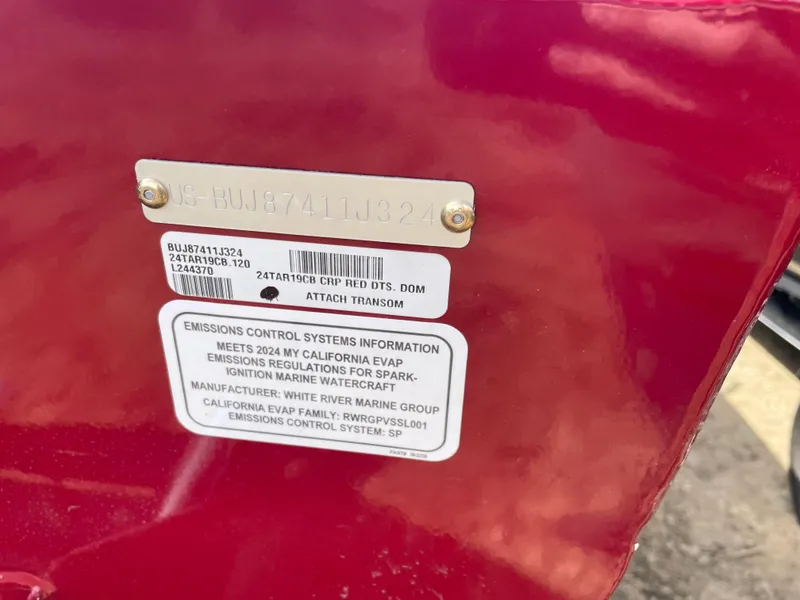 US-BUJ87411J324
BUJ87411J324
24TAR19CB.120
L244370
24TAR19CB CRP RED DTS. DOM
ATTACH TRANSOM
EMISSIONS CONTROL SYSTEMS INFORMATION
MEETS 2024 MY CALIFORNIA EVAP
EMISSIONS REGULATIONS FOR SPARK-
IGNITION MARINE WATERCRAFT
MANUFACTURER: WHITE RIVER MARINE GROUP
CALIFORNIA EVAP FAMILY: RWRGPVSSL001
EMISSIONS CONTROL SYSTEM: SP
PART#